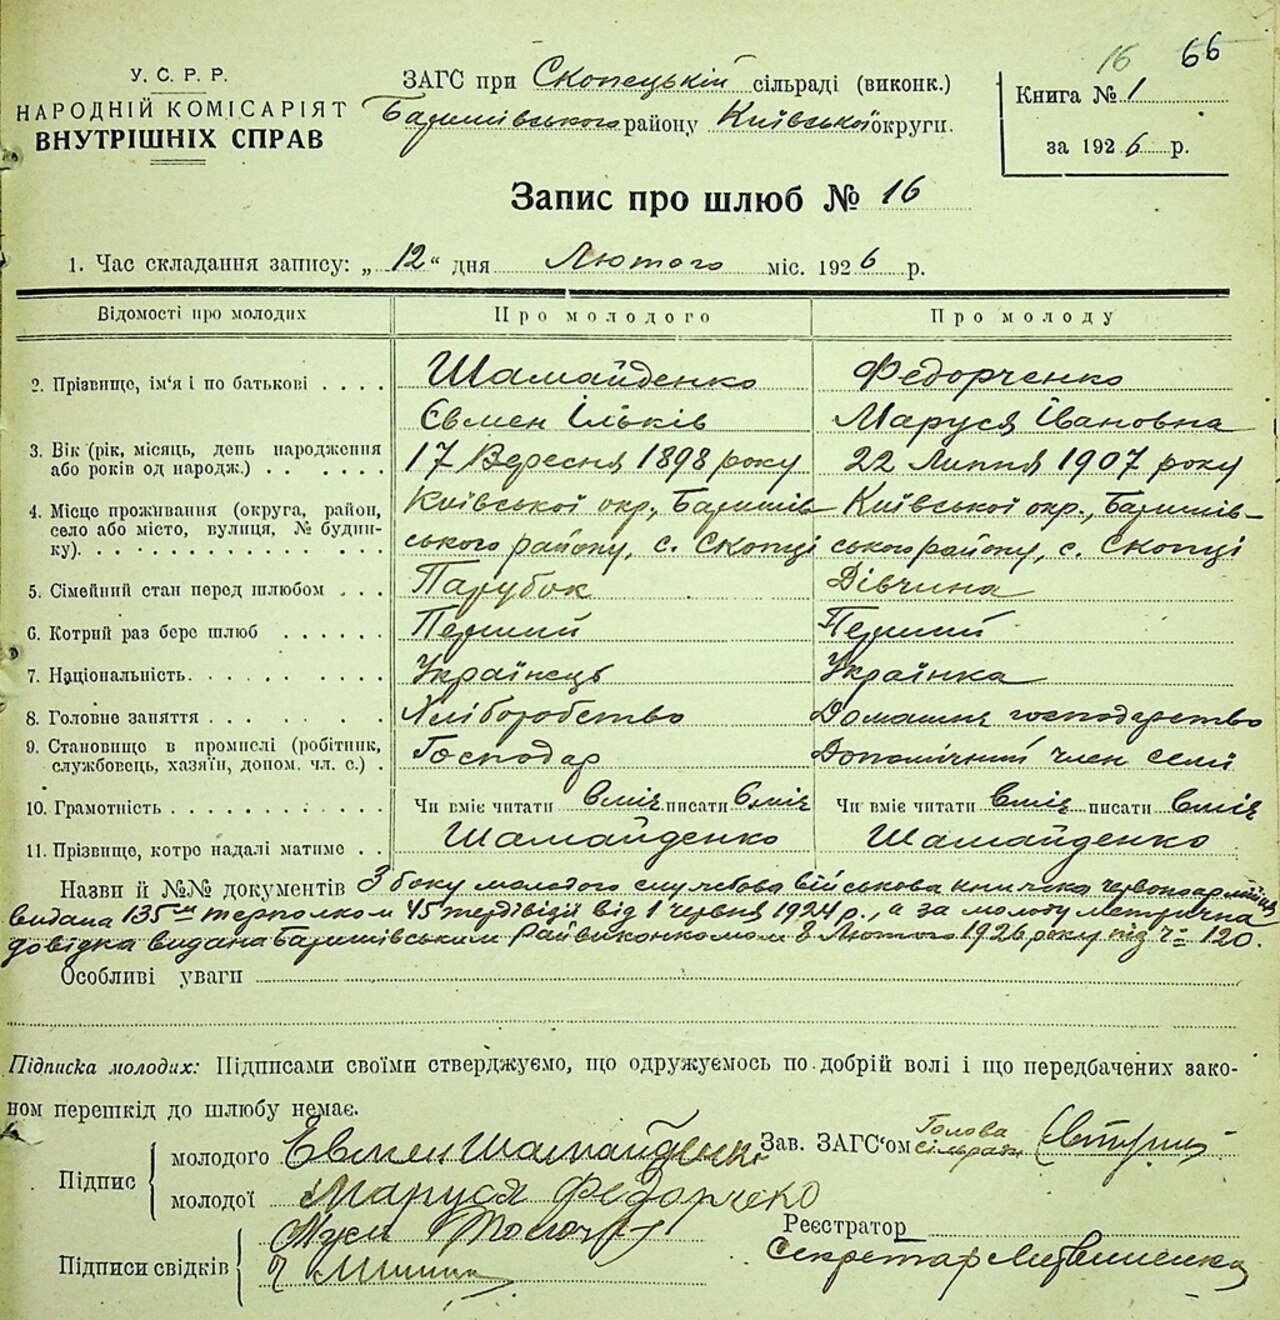 16 66
У. С. Р. Р.
НАРОДНІЙ КОМІСАРІЯТ
ВНУТРІШНІХ СПРАВ
ЗАГС при Скопецькій сільраді (виконк.)
Баришівського району Київської округи.
Книга № 1
за 1926 р.
Запис про шлюб № 16
1. Час складання запису: „12“ дня Лютого міс. 1926 р.
Відомості про молодих Про молодого Про молоду
2. Прізвище, ім'я і по батькові . . . . Шамайденко Федорченко
Євмен Ільків Маруся Івановна
3. Вік (рік, місяць, день народження або років од народж.) . . . . . . 17 Вересня 1898 року 22 Липня 1907 року
4. Місце проживання (округа, район, село або місто, вулиця, № будинку). . . . . . . . . . . . . . . Київської окр., Баришів- Київської окр., Баришів-
ського району, с. Скопці ського району, с. Скопці
5. Сімейний стан перед шлюбом . . . Парубок Дівчина
6. Котрий раз бере шлюб . . . . . . Перший Перший
7. Національність. . . . . . . . . . Українець Українка
8. Головне заняття . . . . . . . . Хліборобство Домашнє господарство
9. Становище в промислі (робітник, службовець, хазяїн, допом. чл. с.) . Господар Допомічний член семї
10. Грамотність . . . . . . . . . . . Чи вміє читати вміє писати вміє Чи вміє читати вміє писати вміє
11. Прізвище, котре надалі матиме . . Шамайденко Шамайденко
Назви й №№ документів З боку молодого службова військова книжка червоноармійця
видана 135им терполком 45 тердівізії від 1 червня 1924 р., а за молоду метрична
довідка видана Баришівським Райвиконкомом 8 Лютого 1926 року під ч= 120.
Особливі уваги
Підписка молодих: Підписами своїми стверджуємо, що одружуємось по добрій волі і що передбачених зако-
ном перешкід до шлюбу немає.
Підпис
молодого Евмен Шамайденко
молодої Маруся Федорчеко
Зав. ЗАГС'ом Голова сільради
Підписи свідків
Реєстратор
Секретар Литвиненко